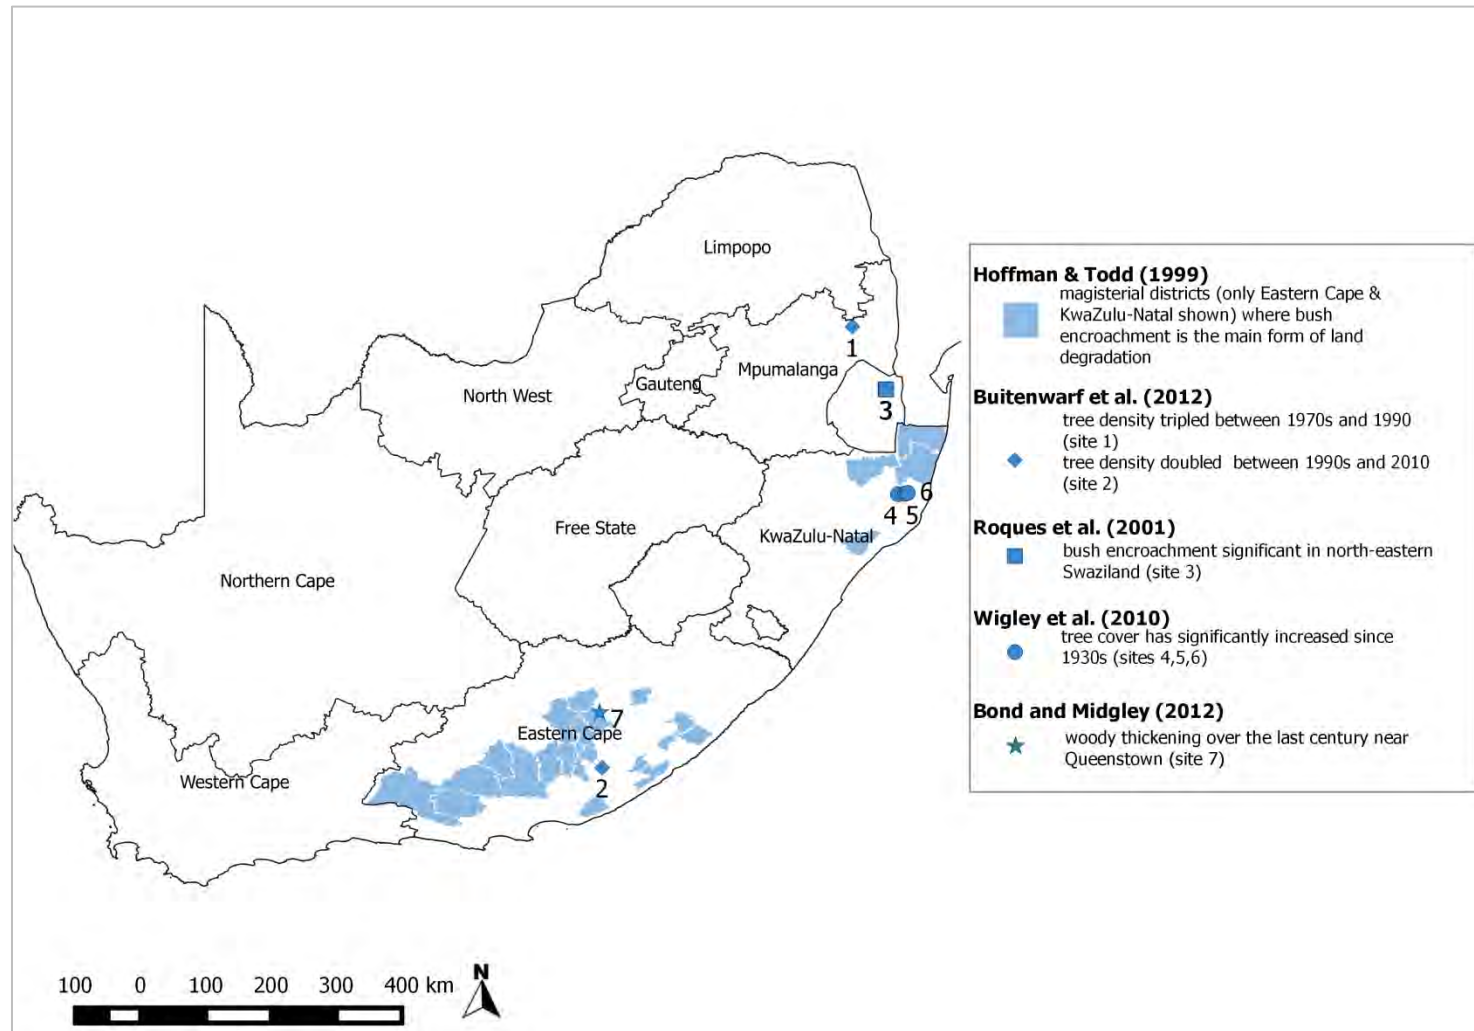 Limpopo
1
Mpumalanga
Gauteng
North West
3
6
4 5
Free State
KwaZulu-Natal
Northern Cape
7
Eastern Cape
2
Western Cape
Hoffman & Todd (1999)
magisterial districts (only Eastern Cape &
KwaZulu-Natal shown) where bush
encroachment is the main form of land
degradation
Buitenwarf et al. (2012)
tree density tripled between 1970s and 1990
(site 1)
tree density doubled between 1990s and 2010
(site 2)
Roques et al. (2001)
bush encroachment significant in north-eastern
Swaziland (site 3)
Wigley et al. (2010)
tree cover has significantly increased since
1930s (sites 4,5,6)
Bond and Midgley (2012)
woody thickening over the last century near
Queenstown (site 7)
100 0 100 200 300 400 km
N